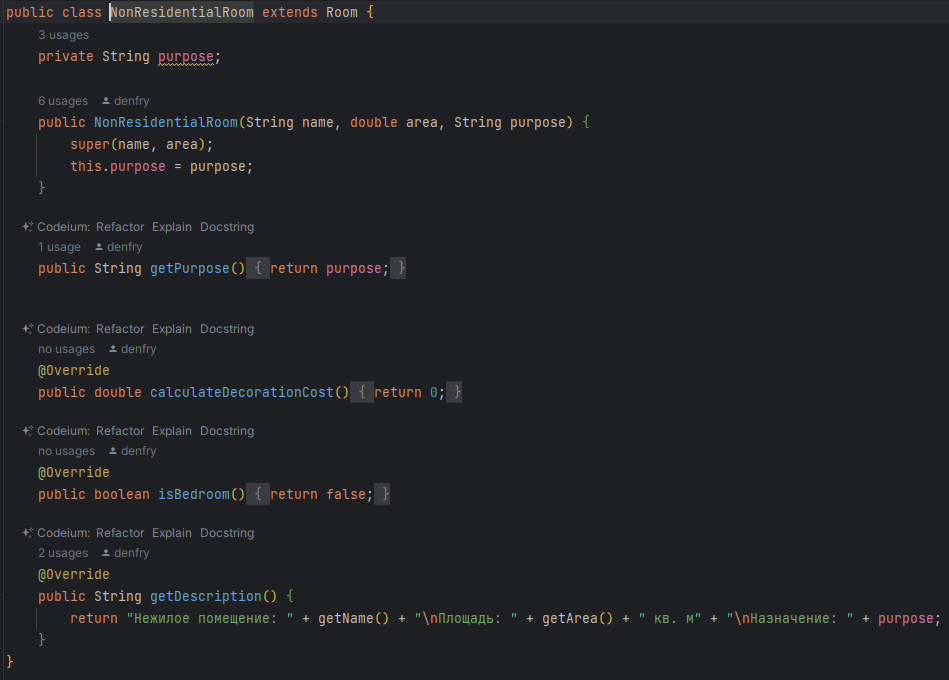 public class NonResidentialRoom extends Room {
3 usages
private String purpose;
6 usages denfry
public NonResidentialRoom(String name, double area, String purpose) {
super(name, area);
this.purpose = purpose;
}
Codeium: Refactor Explain Docstring
1 usage denfry
public String getPurpose() { return purpose; }
Codeium: Refactor Explain Docstring
no usages denfry
@Override
public double calculateDecorationCost() { return 0; }
Codeium: Refactor Explain Docstring
no usages denfry
@Override
public boolean isBedroom() { return false; }
Codeium: Refactor Explain Docstring
2 usages denfry
@Override
public String getDescription() {
return "Нежилое помещение: " + getName() + "\nПлощадь: " + getArea() + " кв. м" + "\nНазначение: " + purpose;
}
}